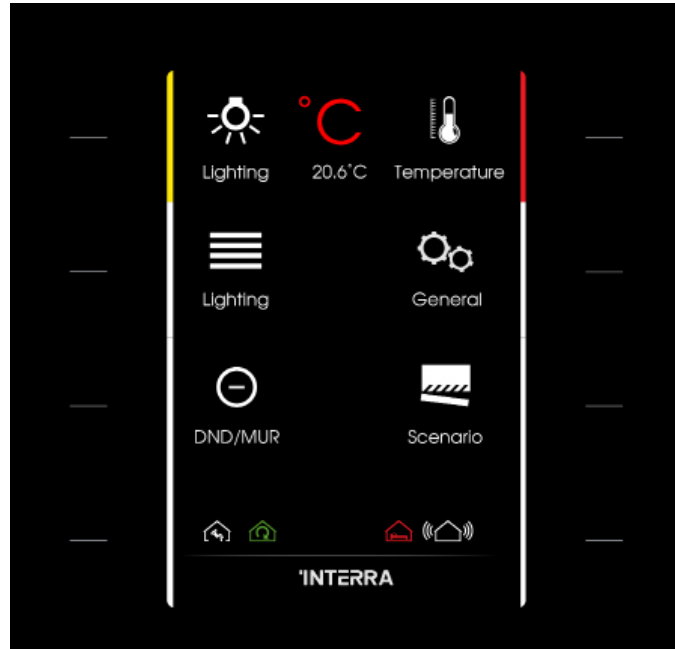 °C
Lighting 20.6°C Temperature
Lighting General
DND/MUR Scenario
INTERRA